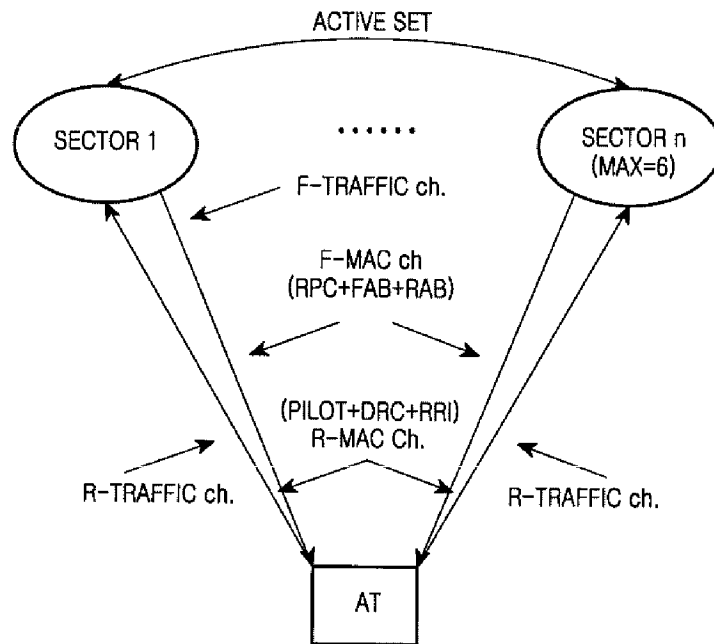 ACTIVE SET
SECTOR 1
......
SECTOR n
(MAX=6)
F-TRAFFIC ch.
F-MAC ch
(RPC+FAB+RAB)
(PILOT+DRC+RRI)
R-MAC Ch.
R-TRAFFIC ch.
R-TRAFFIC ch.
AT